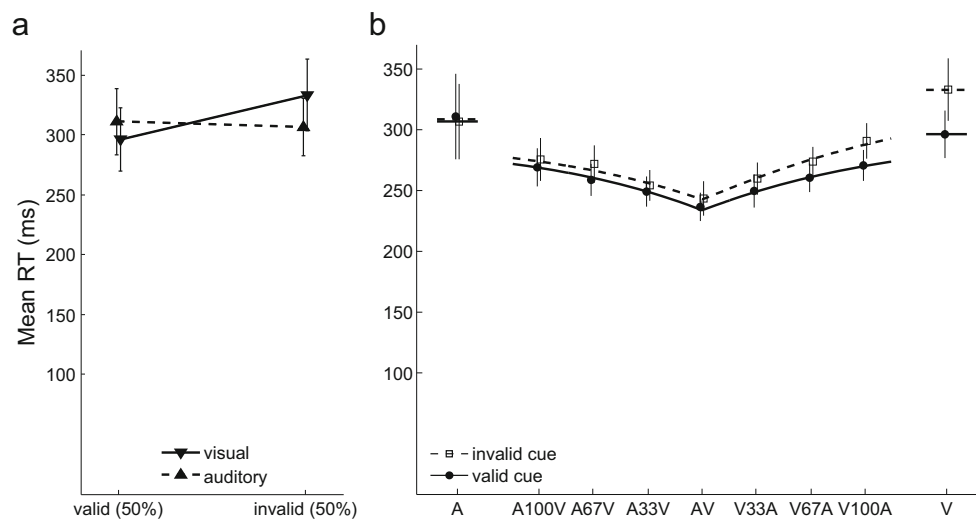 a
b
Mean RT (ms)
350
300
250
200
150
100
visual
auditory
valid (50%)
invalid (50%)
350
300
250
200
150
100
invalid cue
valid cue
A A100V A67V A33V AV V33A V67A V100A V